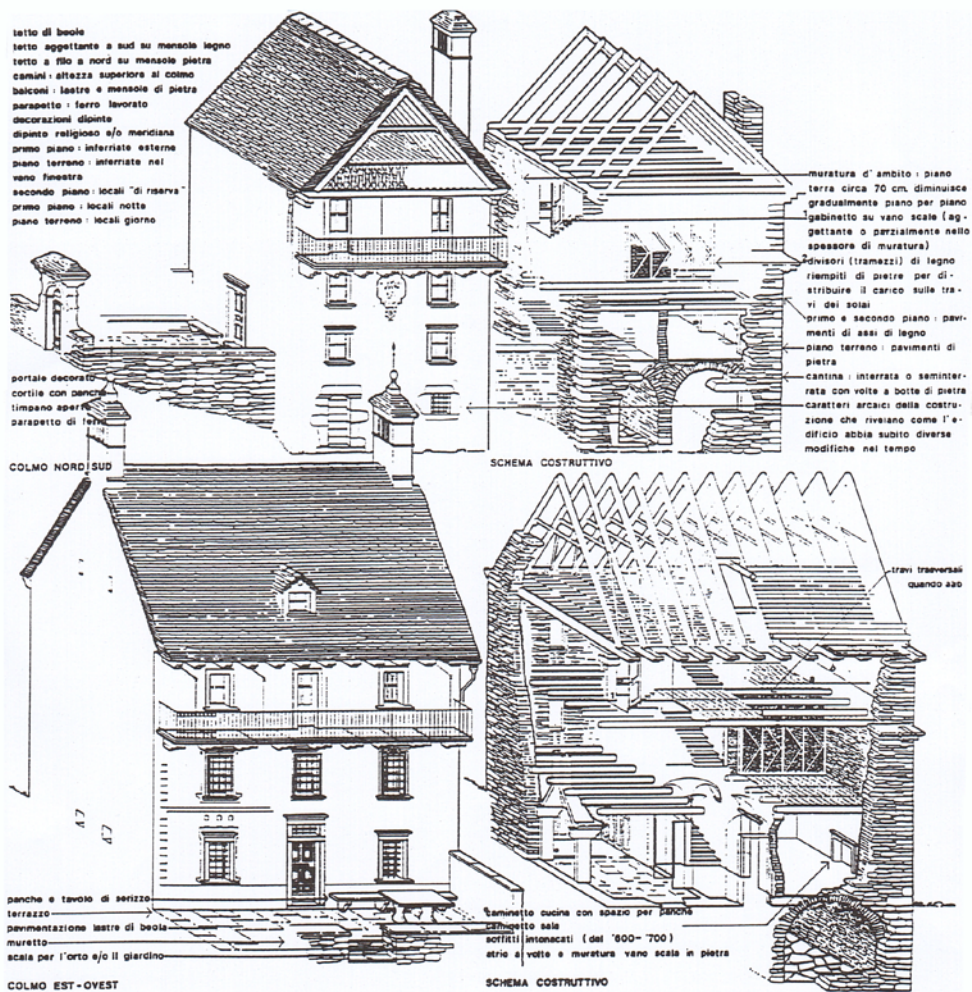 tetto di beole
tetto aggettante a sud su mensole legno
tetto a filo a nord su mensole pietra
camini : altezza superiore al colmo
balconi : lastre e mensole di pietra
parapetto : ferro lavorato
decorazioni dipinte
dipinto religioso e/o meridiana
primo piano : inferriate esterne
piano terreno : inferriate nel
vano finestra
secondo piano : locali "di riserva"
primo piano : locali notte
piano terreno : locali giorno
muratura d'ambito : piano
terra circa 70 cm. diminuisce
gradualmente piano per piano
gabinetto su vano scale (ag-
gettante o parzialmente nello
spessore di muratura)
divisori (tramezzi) di legno
riempiti di pietre per di-
stribuire il carico sulle tra-
vi dei solai
primo e secondo piano : pavi-
menti di assi di legno
piano terreno : pavimenti di
pietra
cantina : interrata o seminter-
rata con volte a botte di pietra
caratteri arcaici della costru-
zione che rivelano come l'e-
dificio abbia subito diverse
modifiche nel tempo
portale decorato
cortile con panche
timpano aperto
parapetto di ferro
COLMO NORD SUD
SCHEMA COSTRUTTIVO
travi trasversali
quando
panche e tavolo di serizzo
terrazzo
pavimentazione lastre di beola
muretto
scala per l'orto e/o il giardino
COLMO EST - OVEST
caminetto cucina con spazio per panche
caminetto sala
soffitti intonacati (del '600 - '700)
atrio a volte e muratura vano scala in pietra
SCHEMA COSTRUTTIVO